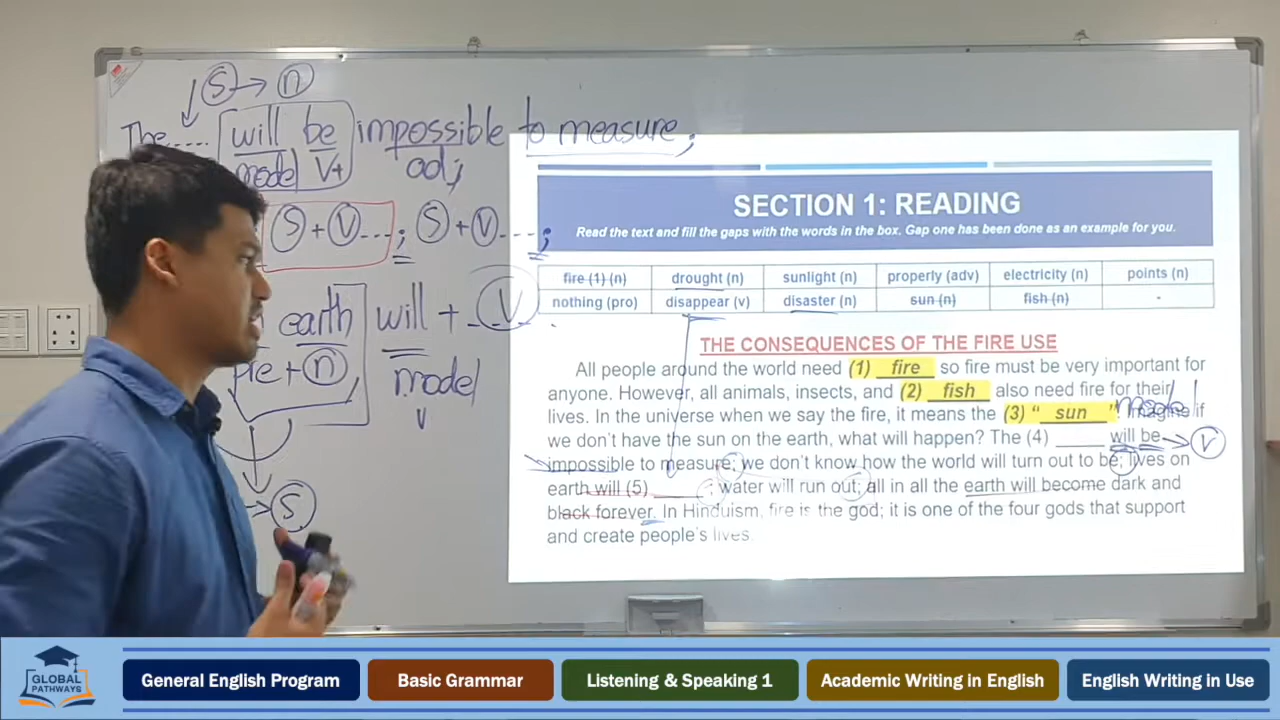 S → n
The..... will be impossible to measure;
model V+ adj
S + V ...; S + V ...;
earth will + V
pre + n model
V
S
SECTION 1: READING
Read the text and fill the gaps with the words in the box. Gap one has been done as an example for you.
fire (1) (n) drought (n) sunlight (n) properly (adv) electricity (n) points (n)
nothing (pro) disappear (v) disaster (n) sun (n) fish (n) -
THE CONSEQUENCES OF THE FIRE USE
All people around the world need (1) fire so fire must be very important for
anyone. However, all animals, insects, and (2) fish also need fire for their
lives. In the universe when we say the fire, it means the (3) “ sun ” Imagine if
model
we don't have the sun on the earth, what will happen? The (4) ____ will be → V
impossible to measure; we don't know how the world will turn out to be; lives on
earth will (5) ____ ; water will run out; all in all the earth will become dark and
black forever. In Hinduism, fire is the god; it is one of the four gods that support
and create people's lives.
GLOBAL
PATHWAYS
General English Program Basic Grammar Listening & Speaking 1 Academic Writing in English English Writing in Use